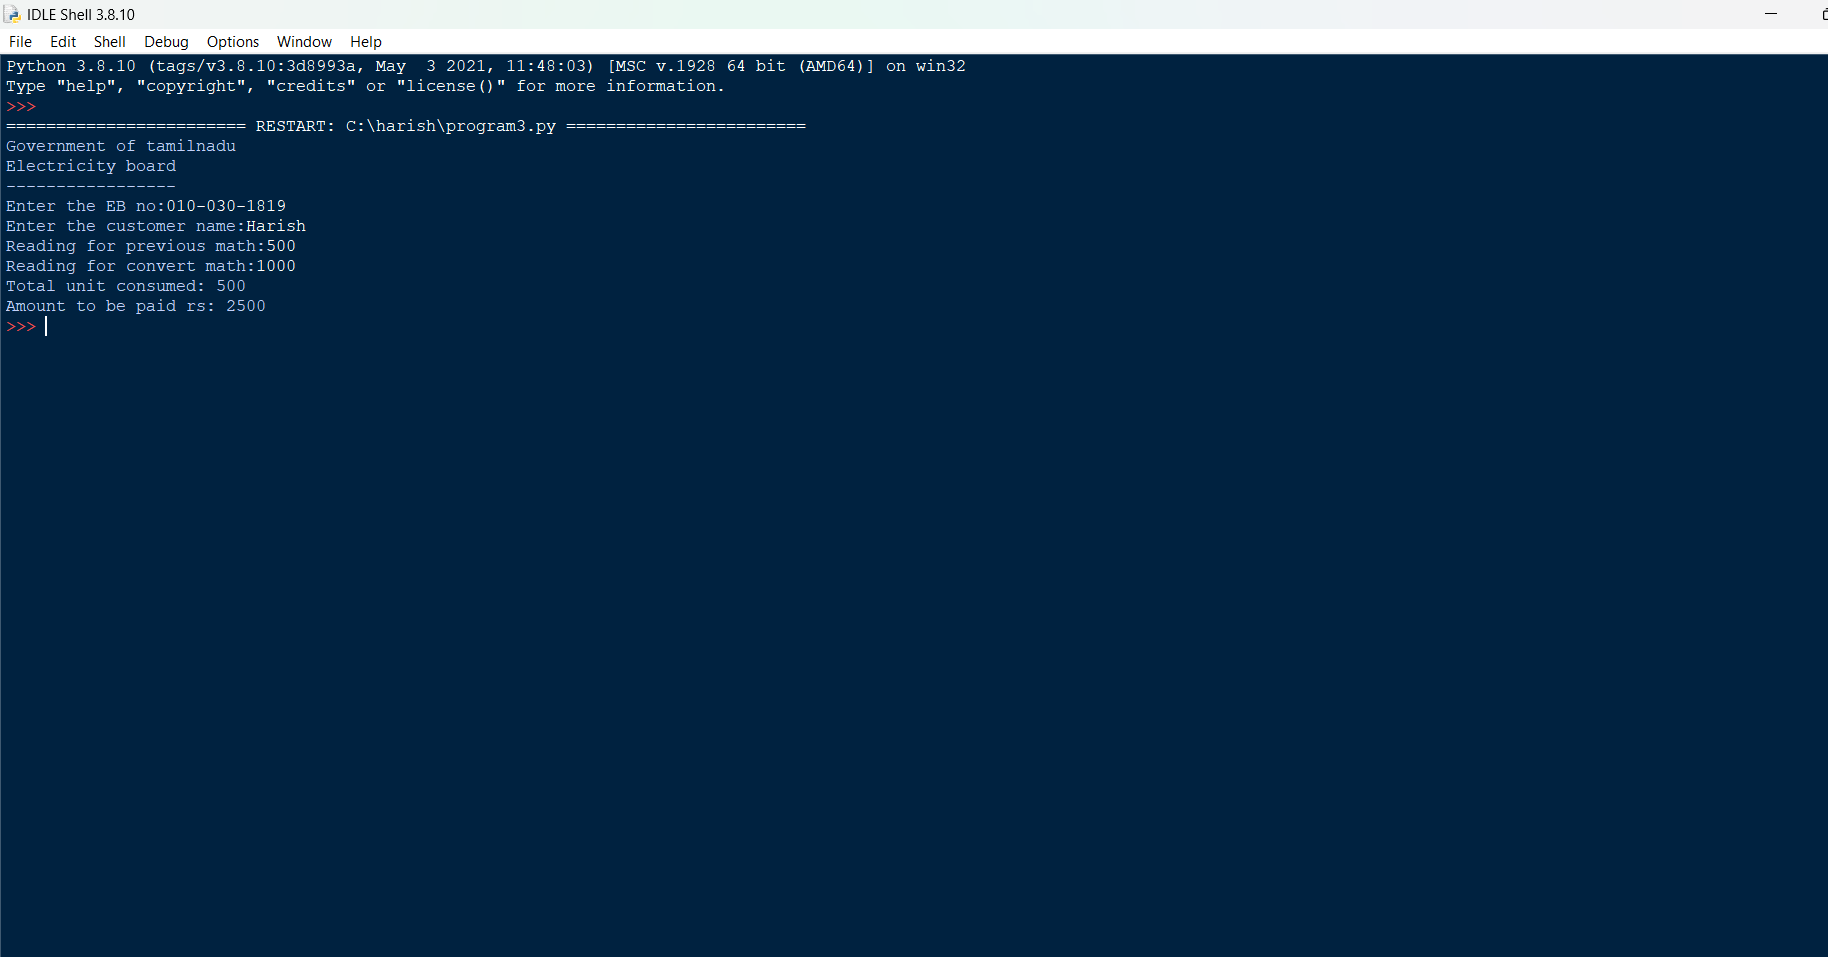 IDLE Shell 3.8.10
File Edit Shell Debug Options Window Help
Python 3.8.10 (tags/v3.8.10:3d8993a, May  3 2021, 11:48:03) [MSC v.1928 64 bit (AMD64)] on win32
Type "help", "copyright", "credits" or "license()" for more information.
>>>
======================== RESTART: C:\harish\program3.py ========================
Government of tamilnadu
Electricity board
-----------------
Enter the EB no:010-030-1819
Enter the customer name:Harish
Reading for previous math:500
Reading for convert math:1000
Total unit consumed: 500
Amount to be paid rs: 2500
>>>